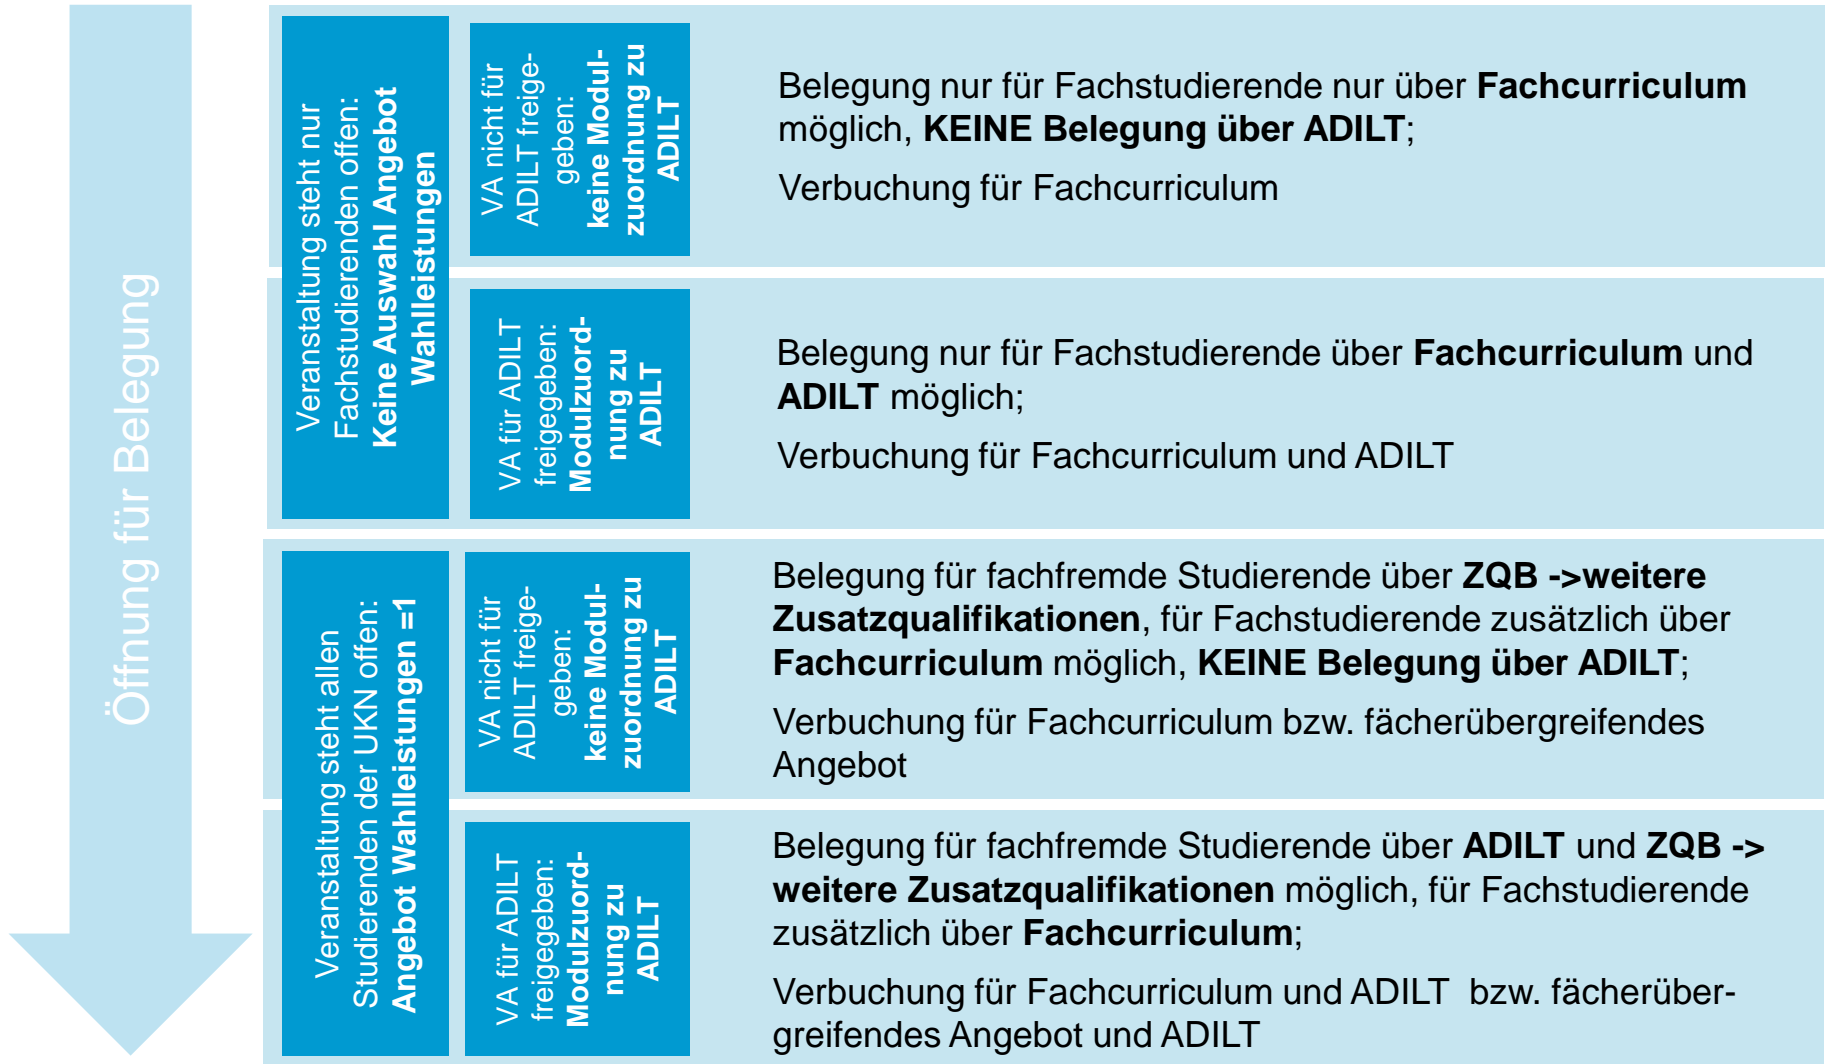 Öffnung für Belegung
Veranstaltung steht nur
Fachstudierenden offen:
Keine Auswahl Angebot
Wahlleistungen
VA nicht für
ADILT freige-
geben:
keine Modul-
zuordnung zu
ADILT
Belegung nur für Fachstudierende nur über Fachcurriculum
möglich, KEINE Belegung über ADILT;
Verbuchung für Fachcurriculum
VA für ADILT
freigegeben:
Modulzuord-
nung zu
ADILT
Belegung nur für Fachstudierende über Fachcurriculum und
ADILT möglich;
Verbuchung für Fachcurriculum und ADILT
Veranstaltung steht allen
Studierenden der UKN offen:
Angebot Wahlleistungen =1
VA nicht für
ADILT freige-
geben:
keine Modul-
zuordnung zu
ADILT
Belegung für fachfremde Studierende über ZQB ->weitere
Zusatzqualifikationen, für Fachstudierende zusätzlich über
Fachcurriculum möglich, KEINE Belegung über ADILT;
Verbuchung für Fachcurriculum bzw. fächerübergreifendes
Angebot
VA für ADILT
freigegeben:
Modulzuord-
nung zu
ADILT
Belegung für fachfremde Studierende über ADILT und ZQB ->
weitere Zusatzqualifikationen möglich, für Fachstudierende
zusätzlich über Fachcurriculum;
Verbuchung für Fachcurriculum und ADILT  bzw. fächerüber-
greifendes Angebot und ADILT